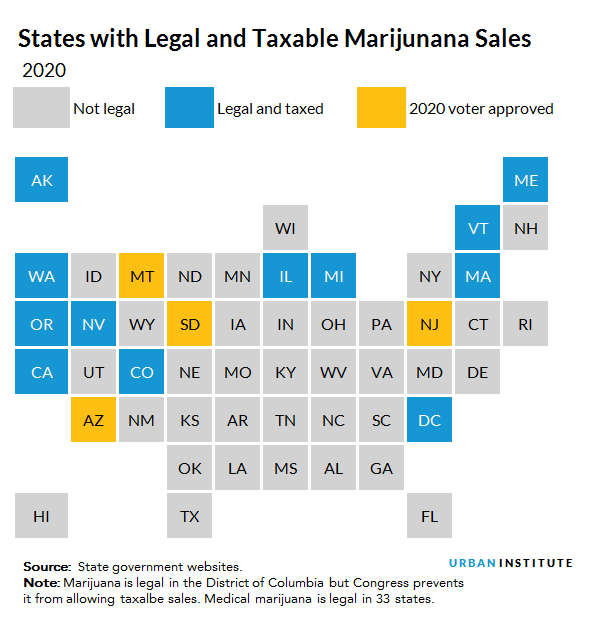 States with Legal and Taxable Marijunana Sales
2020
Not legal
Legal and taxed
2020 voter approved
AK
ME
WI
VT
NH
WA
ID
MT
ND
MN
IL
MI
NY
MA
OR
NV
WY
SD
IA
IN
OH
PA
NJ
CT
RI
CA
UT
CO
NE
MO
KY
WV
VA
MD
DE
AZ
NM
KS
AR
TN
NC
SC
DC
OK
LA
MS
AL
GA
HI
TX
FL
Source: State government websites.
URBAN INSTITUTE
Note: Marijuana is legal in the District of Columbia but Congress prevents
it from allowing taxalbe sales. Medical marijuana is legal in 33 states.